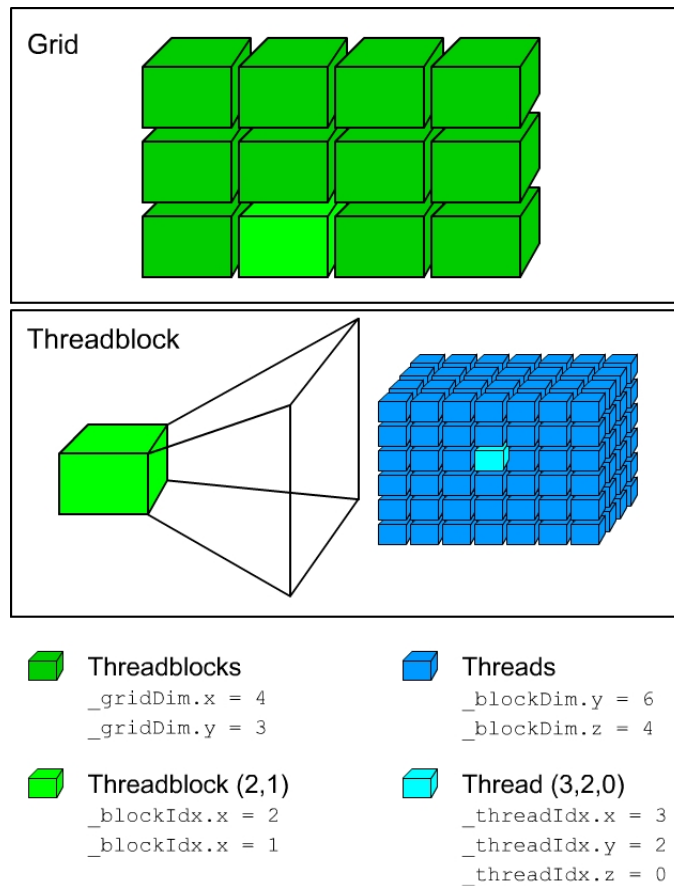 Grid
Threadblock
Threadblocks
_gridDim.x = 4
_gridDim.y = 3
Threads
_blockDim.y = 6
_blockDim.z = 4
Threadblock (2,1)
_blockIdx.x = 2
_blockIdx.x = 1
Thread (3,2,0)
_threadIdx.x = 3
_threadIdx.y = 2
_threadIdx.z = 0